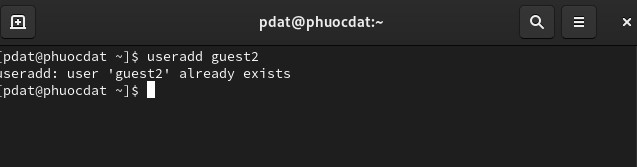 pdat@phuocdat:~
[pdat@phuocdat ~]$ useradd guest2
useradd: user 'guest2' already exists
[pdat@phuocdat ~]$